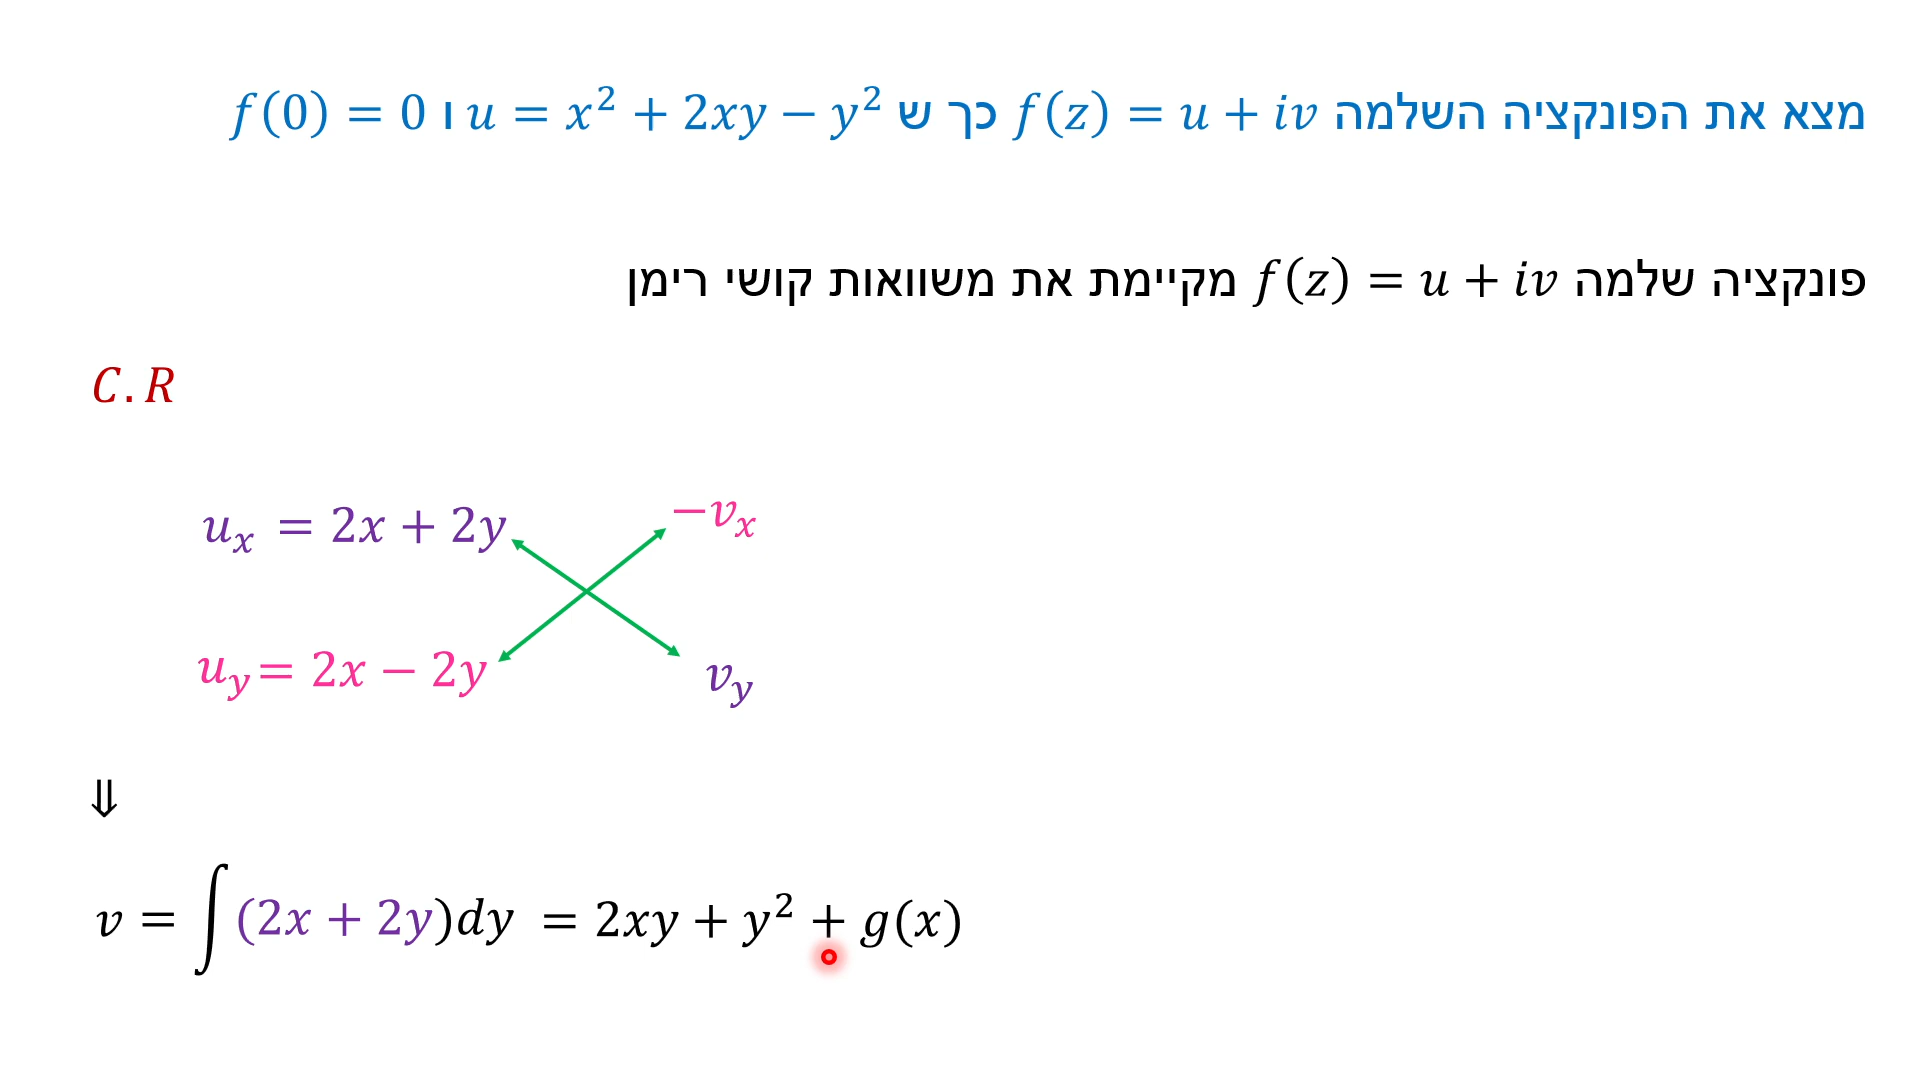 מצא את הפונקציה השלמה f(z) = u + iv כך ש u = x² + 2xy − y² ו f(0) = 0
פונקציה שלמה f(z) = u + iv מקיימת את משוואות קושי רימן
C.R
u_x = 2x + 2y −v_x
u_y = 2x − 2y v_y
⇓
v = ∫(2x + 2y)dy = 2xy + y² + g(x)